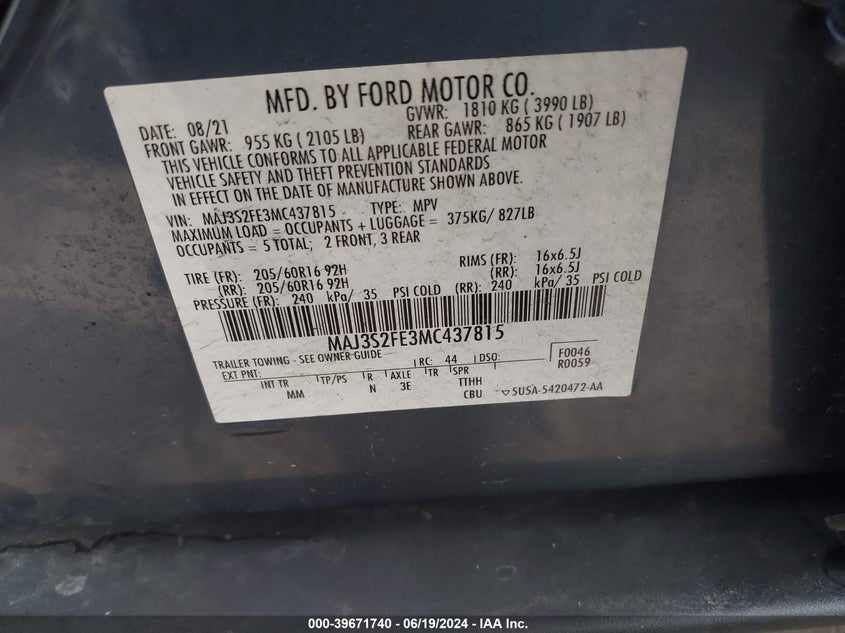 MFD. BY FORD MOTOR CO.
DATE: 08/21 GVWR: 1810 KG ( 3990 LB)
FRONT GAWR: 955 KG ( 2105 LB) REAR GAWR: 865 KG ( 1907 LB)
THIS VEHICLE CONFORMS TO ALL APPLICABLE FEDERAL MOTOR
VEHICLE SAFETY AND THEFT PREVENTION STANDARDS
IN EFFECT ON THE DATE OF MANUFACTURE SHOWN ABOVE.
VIN: MAJ3S2FE3MC437815 TYPE: MPV
MAXIMUM LOAD = OCCUPANTS + LUGGAGE = 375KG/ 827LB
OCCUPANTS = 5 TOTAL; 2 FRONT, 3 REAR
TIRE (FR): 205/60R16 92H RIMS (FR): 16x6.5J
(RR): 205/60R16 92H (RR): 16x6.5J
PRESSURE (FR): 240 kPa/ 35 PSI COLD (RR): 240 kPa/ 35 PSI COLD
MAJ3S2FE3MC437815
TRAILER TOWING - SEE OWNER GUIDE
EXT PNT: RC: 44 DSO: F0046
R0059
INT TR TP/PS R AXLE TR SPR
MM N 3E TTHH
CBU ▽5U5A-5420472-AA
000-39671740 - 06/19/2024 - IAA Inc.